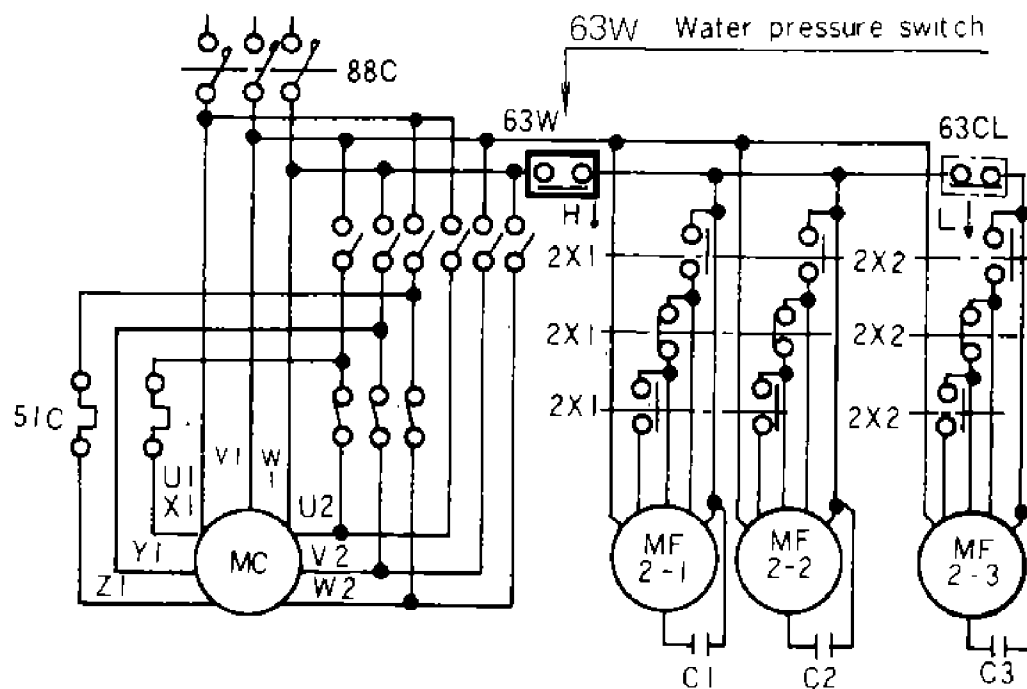 63W Water pressure switch
88C
63W
63CL
H
L
2X1
2X2
2X1
2X2
2X1
2X2
51C
U1
V1
W1
X1
U2
Y1
V2
Z1
W2
MC
MF
2-1
MF
2-2
MF
2-3
C1
C2
C3